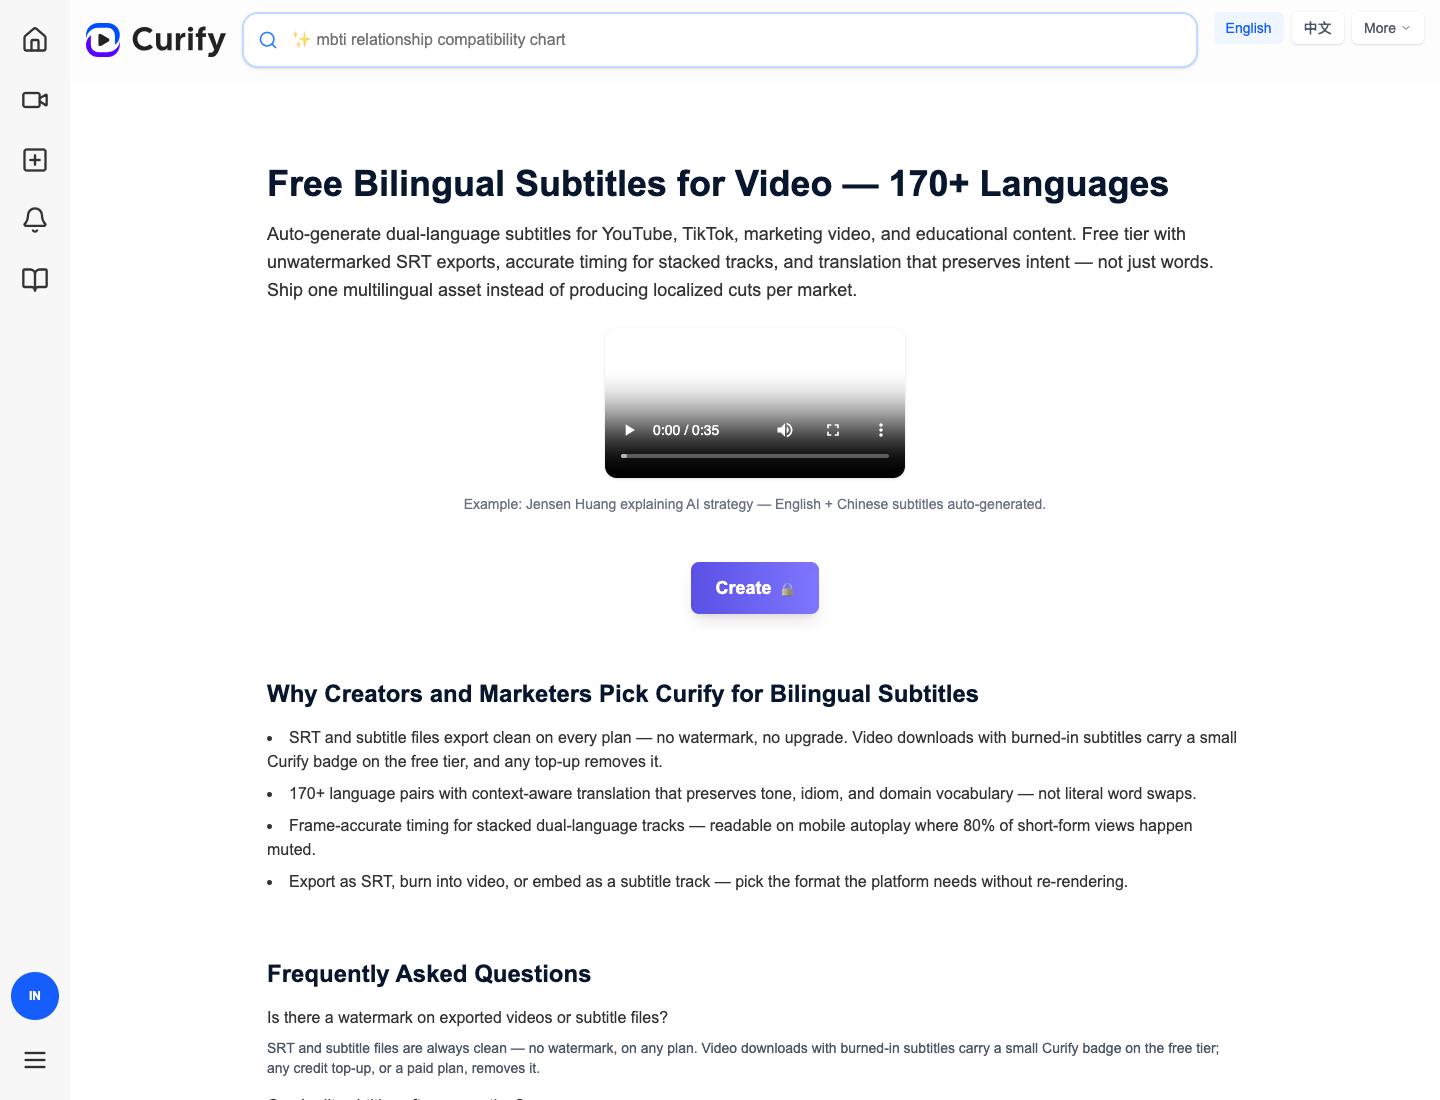 Curify
✨ mbti relationship compatibility chart
English
中文
More
Free Bilingual Subtitles for Video — 170+ Languages
Auto-generate dual-language subtitles for YouTube, TikTok, marketing video, and educational content. Free tier with
unwatermarked SRT exports, accurate timing for stacked tracks, and translation that preserves intent — not just words.
Ship one multilingual asset instead of producing localized cuts per market.
0:00 / 0:35
Example: Jensen Huang explaining AI strategy — English + Chinese subtitles auto-generated.
Create 🔒
Why Creators and Marketers Pick Curify for Bilingual Subtitles
• SRT and subtitle files export clean on every plan — no watermark, no upgrade. Video downloads with burned-in subtitles carry a small
Curify badge on the free tier, and any top-up removes it.
• 170+ language pairs with context-aware translation that preserves tone, idiom, and domain vocabulary — not literal word swaps.
• Frame-accurate timing for stacked dual-language tracks — readable on mobile autoplay where 80% of short-form views happen
muted.
• Export as SRT, burn into video, or embed as a subtitle track — pick the format the platform needs without re-rendering.
Frequently Asked Questions
IN
Is there a watermark on exported videos or subtitle files?
SRT and subtitle files are always clean — no watermark, on any plan. Video downloads with burned-in subtitles carry a small Curify badge on the free tier;
any credit top-up, or a paid plan, removes it.